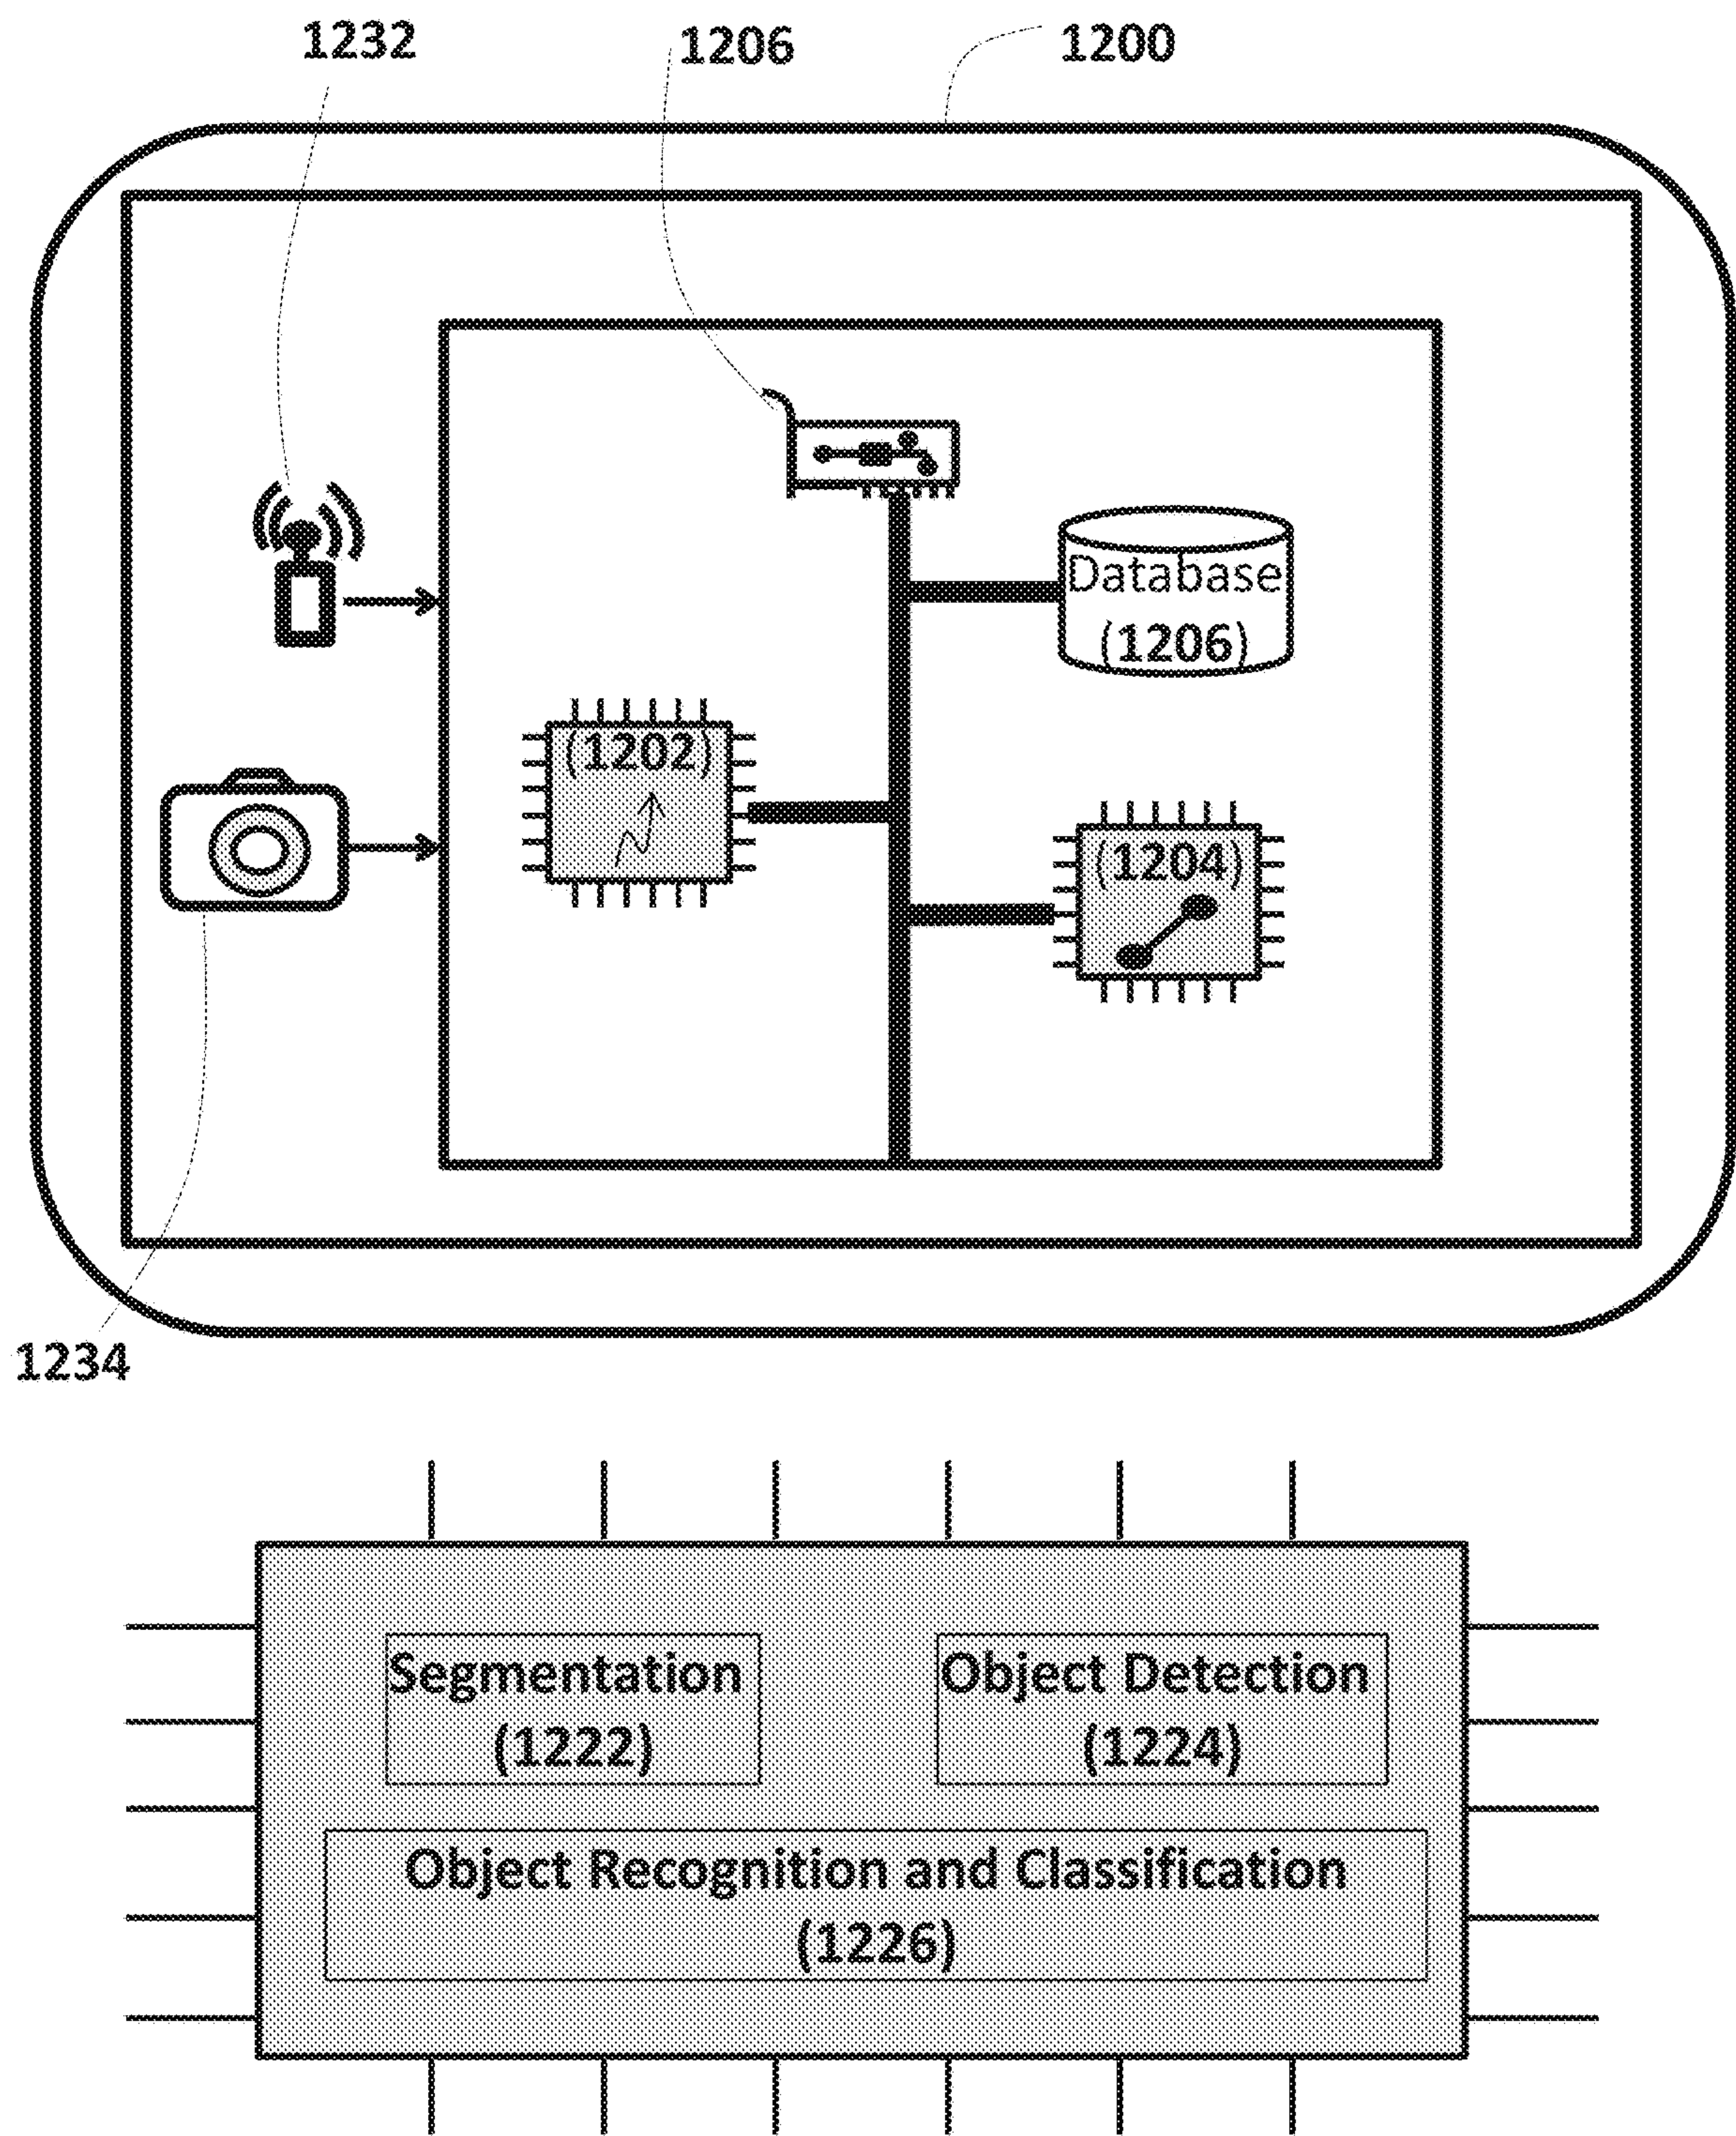 1232
1206
1200
Database
(1206)
(1202)
(1204)
1234
Segmentation
(1222)
Object Detection
(1224)
Object Recognition and Classification
(1226)